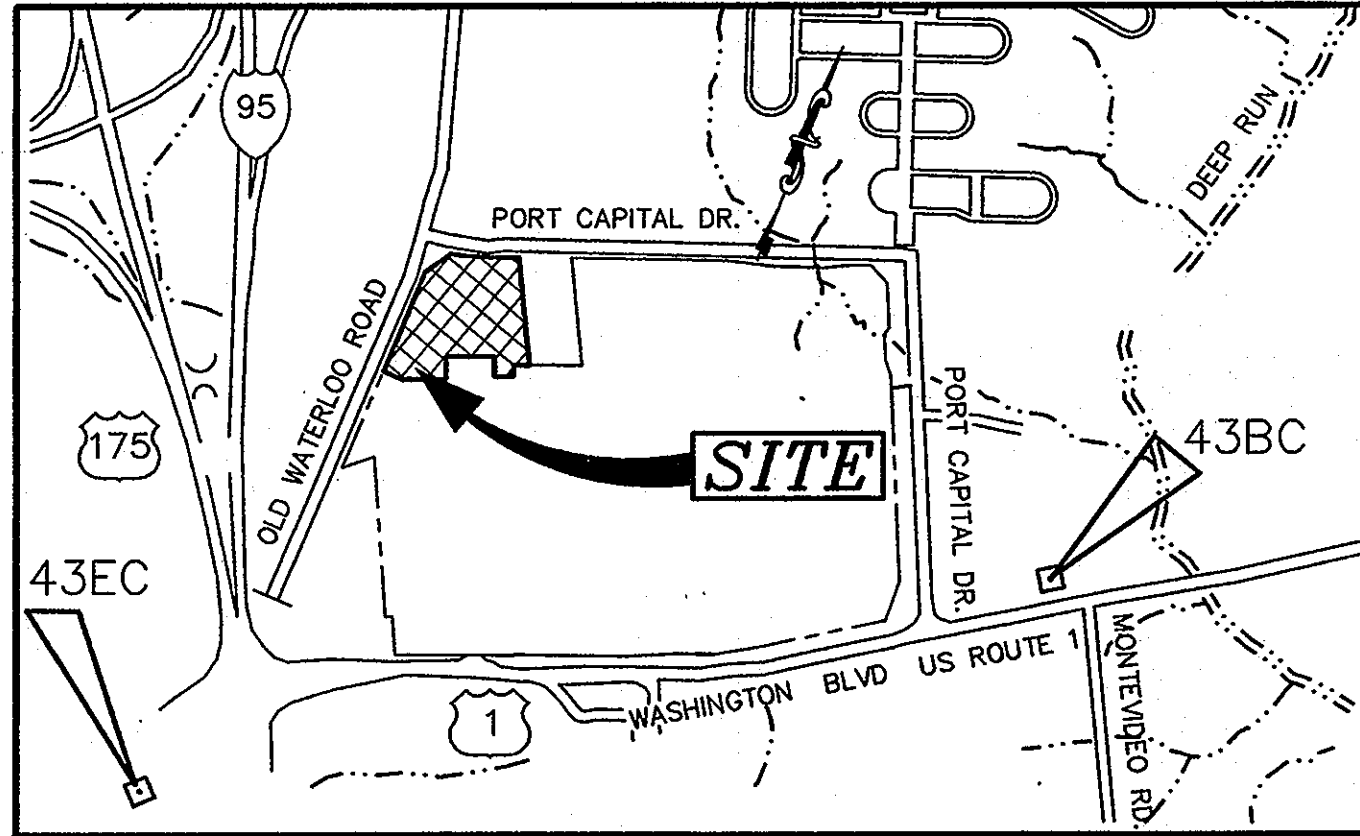 95
DEEP RUN
PORT CAPITAL DR.
OLD WATERLOO ROAD
175
SITE
PORT CAPITAL DR.
43BC
43EC
1
WASHINGTON BLVD US ROUTE 1
MONTEVIDEO RD.